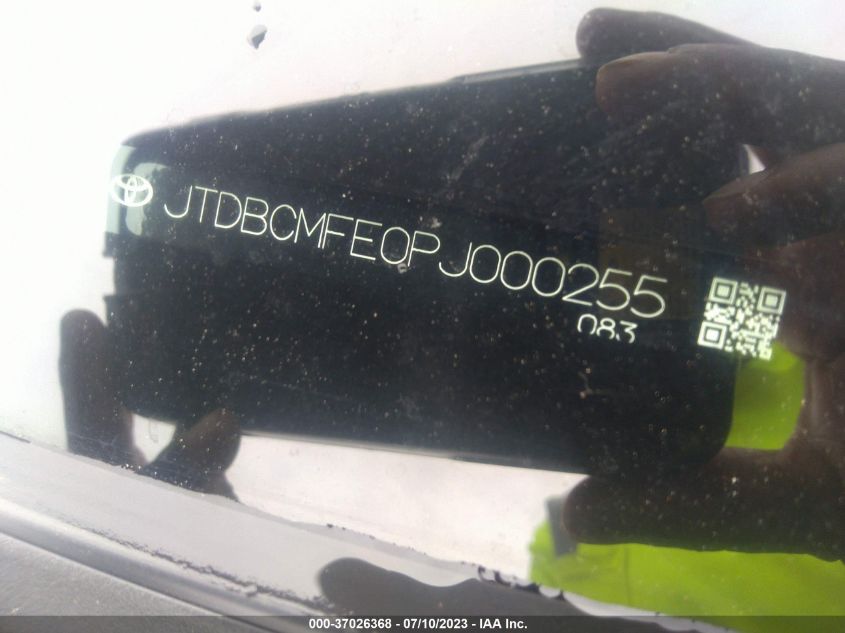 JTDBCMFE0PJ000255
083
000-37026368 - 07/10/2023 - IAA Inc.